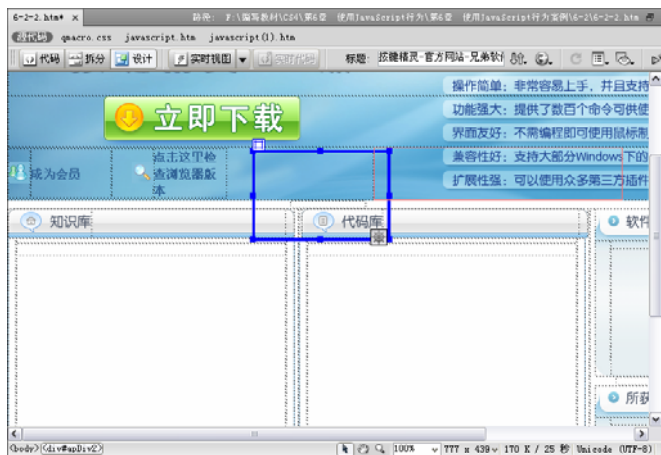 6-2-2.htm* × 路径: F:\编写教材\CS4\第6章 使用JavaScript行为\第6章 使用JavaScript行为案例\6-2\6-2-2.htm
源代码 qmacro.css javascript.htm javascript(1).htm
代码 拆分 设计 实时视图 实时代码 标题: 按键精灵-官方网站-兄弟软件
操作简单: 非常容易上手, 并且支持
立即下载
功能强大: 提供了数百个命令可供使
界面友好: 不需编程即可使用鼠标制
成为会员
点击这里检
查浏览器版
本
兼容性好: 支持大部分Windows下的
扩展性强: 可以使用众多第三方插件
知识库 代码库 软件
所获
<body> <div#apDiv2> 100% 777 x 439 170 K / 25 秒 Unicode (UTF-8)